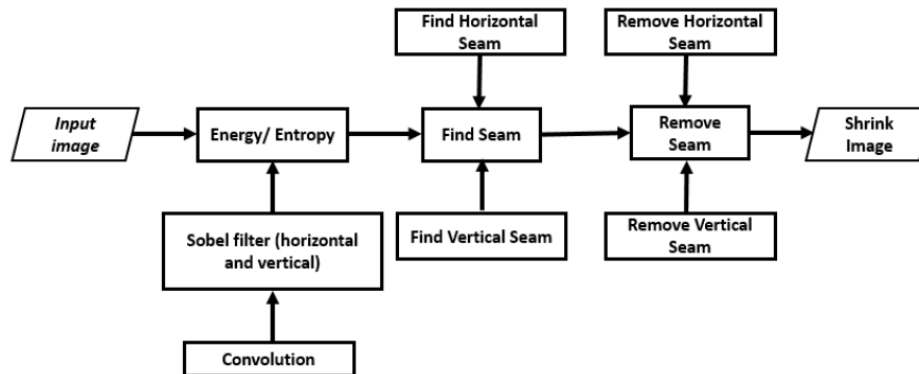 Find Horizontal
Seam
Remove Horizontal
Seam
Input
image
Energy/ Entropy
Find Seam
Remove
Seam
Shrink
Image
Sobel filter (horizontal
and vertical)
Find Vertical Seam
Remove Vertical
Seam
Convolution